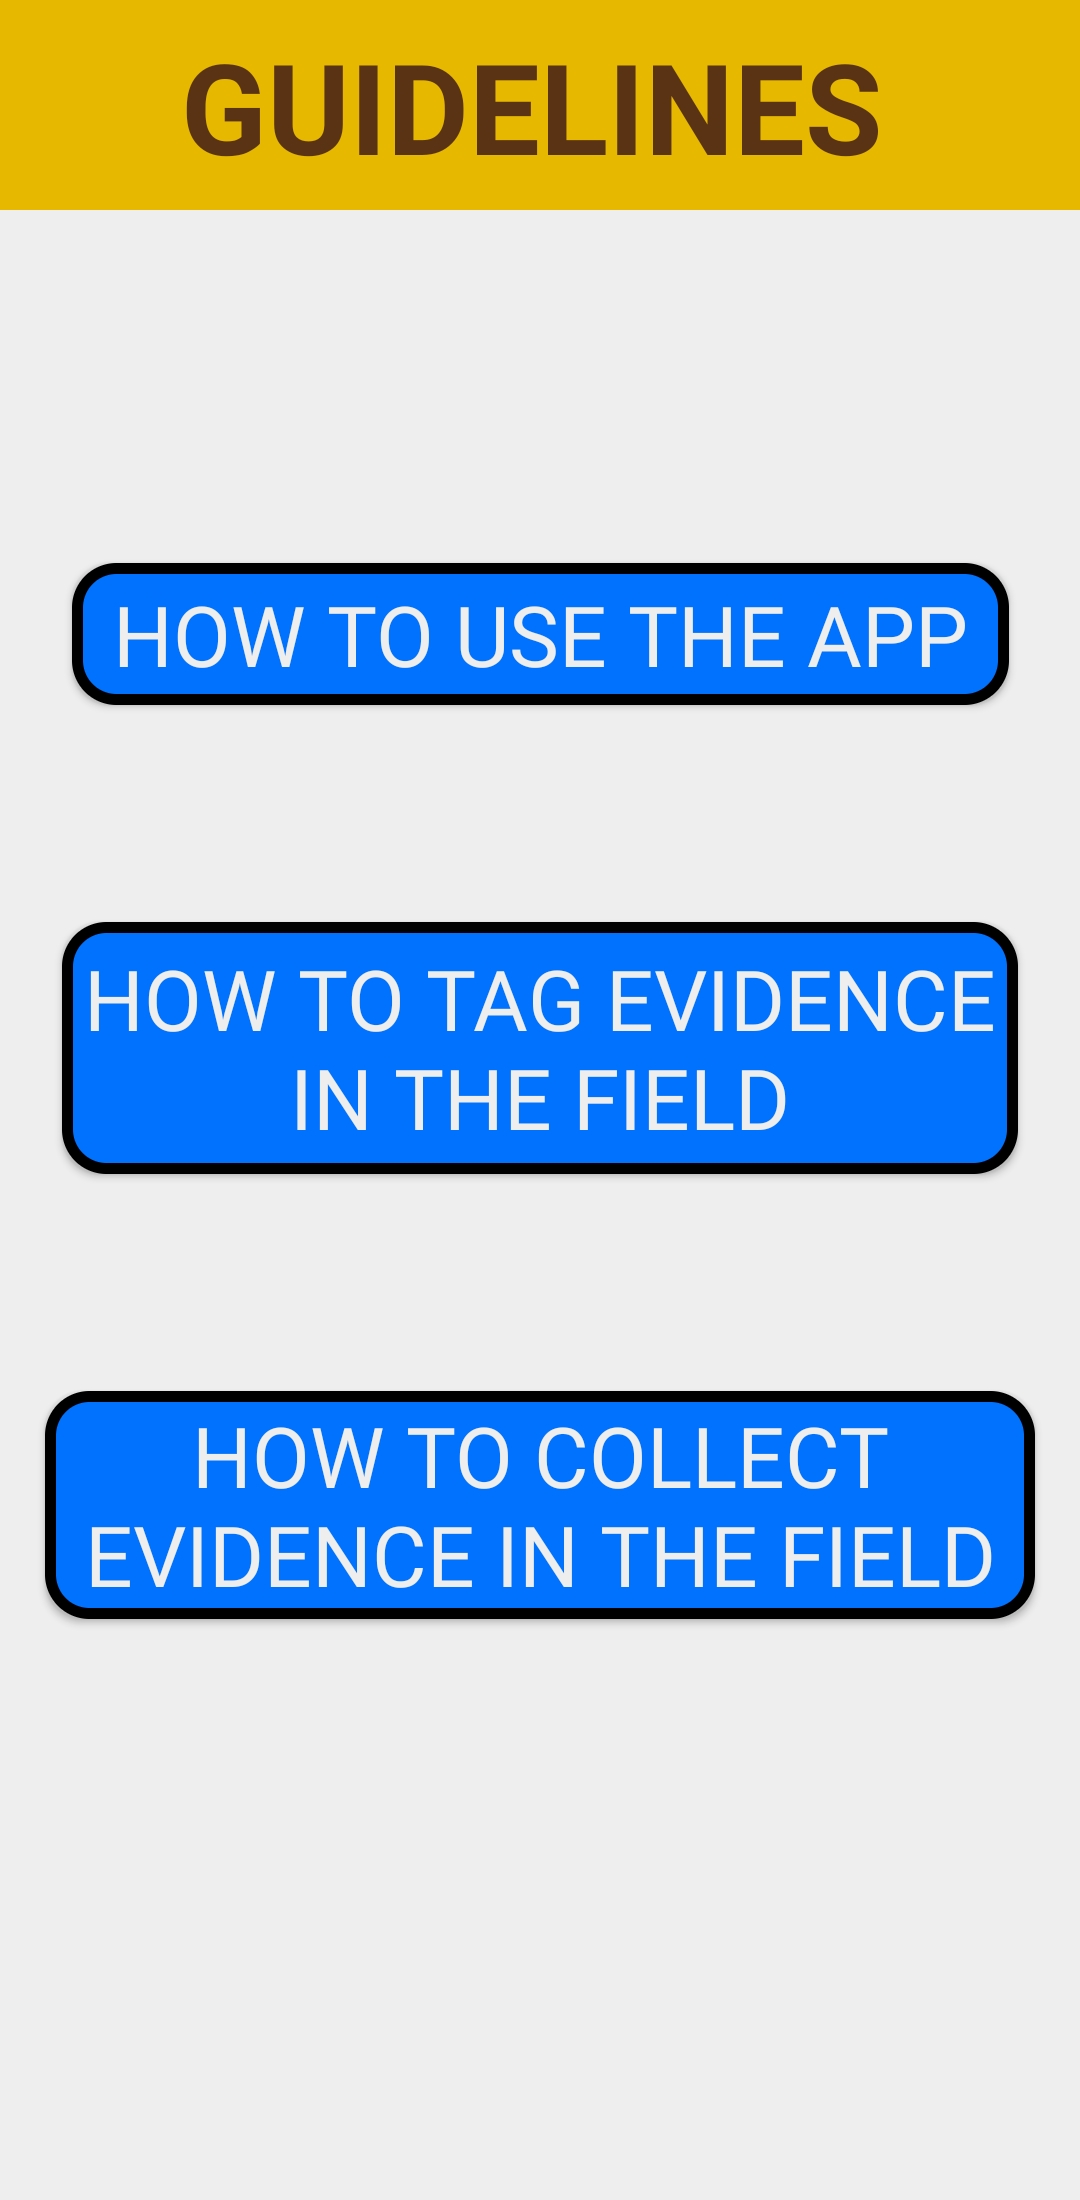 GUIDELINES
HOW TO USE THE APP
HOW TO TAG EVIDENCE
IN THE FIELD
HOW TO COLLECT
EVIDENCE IN THE FIELD